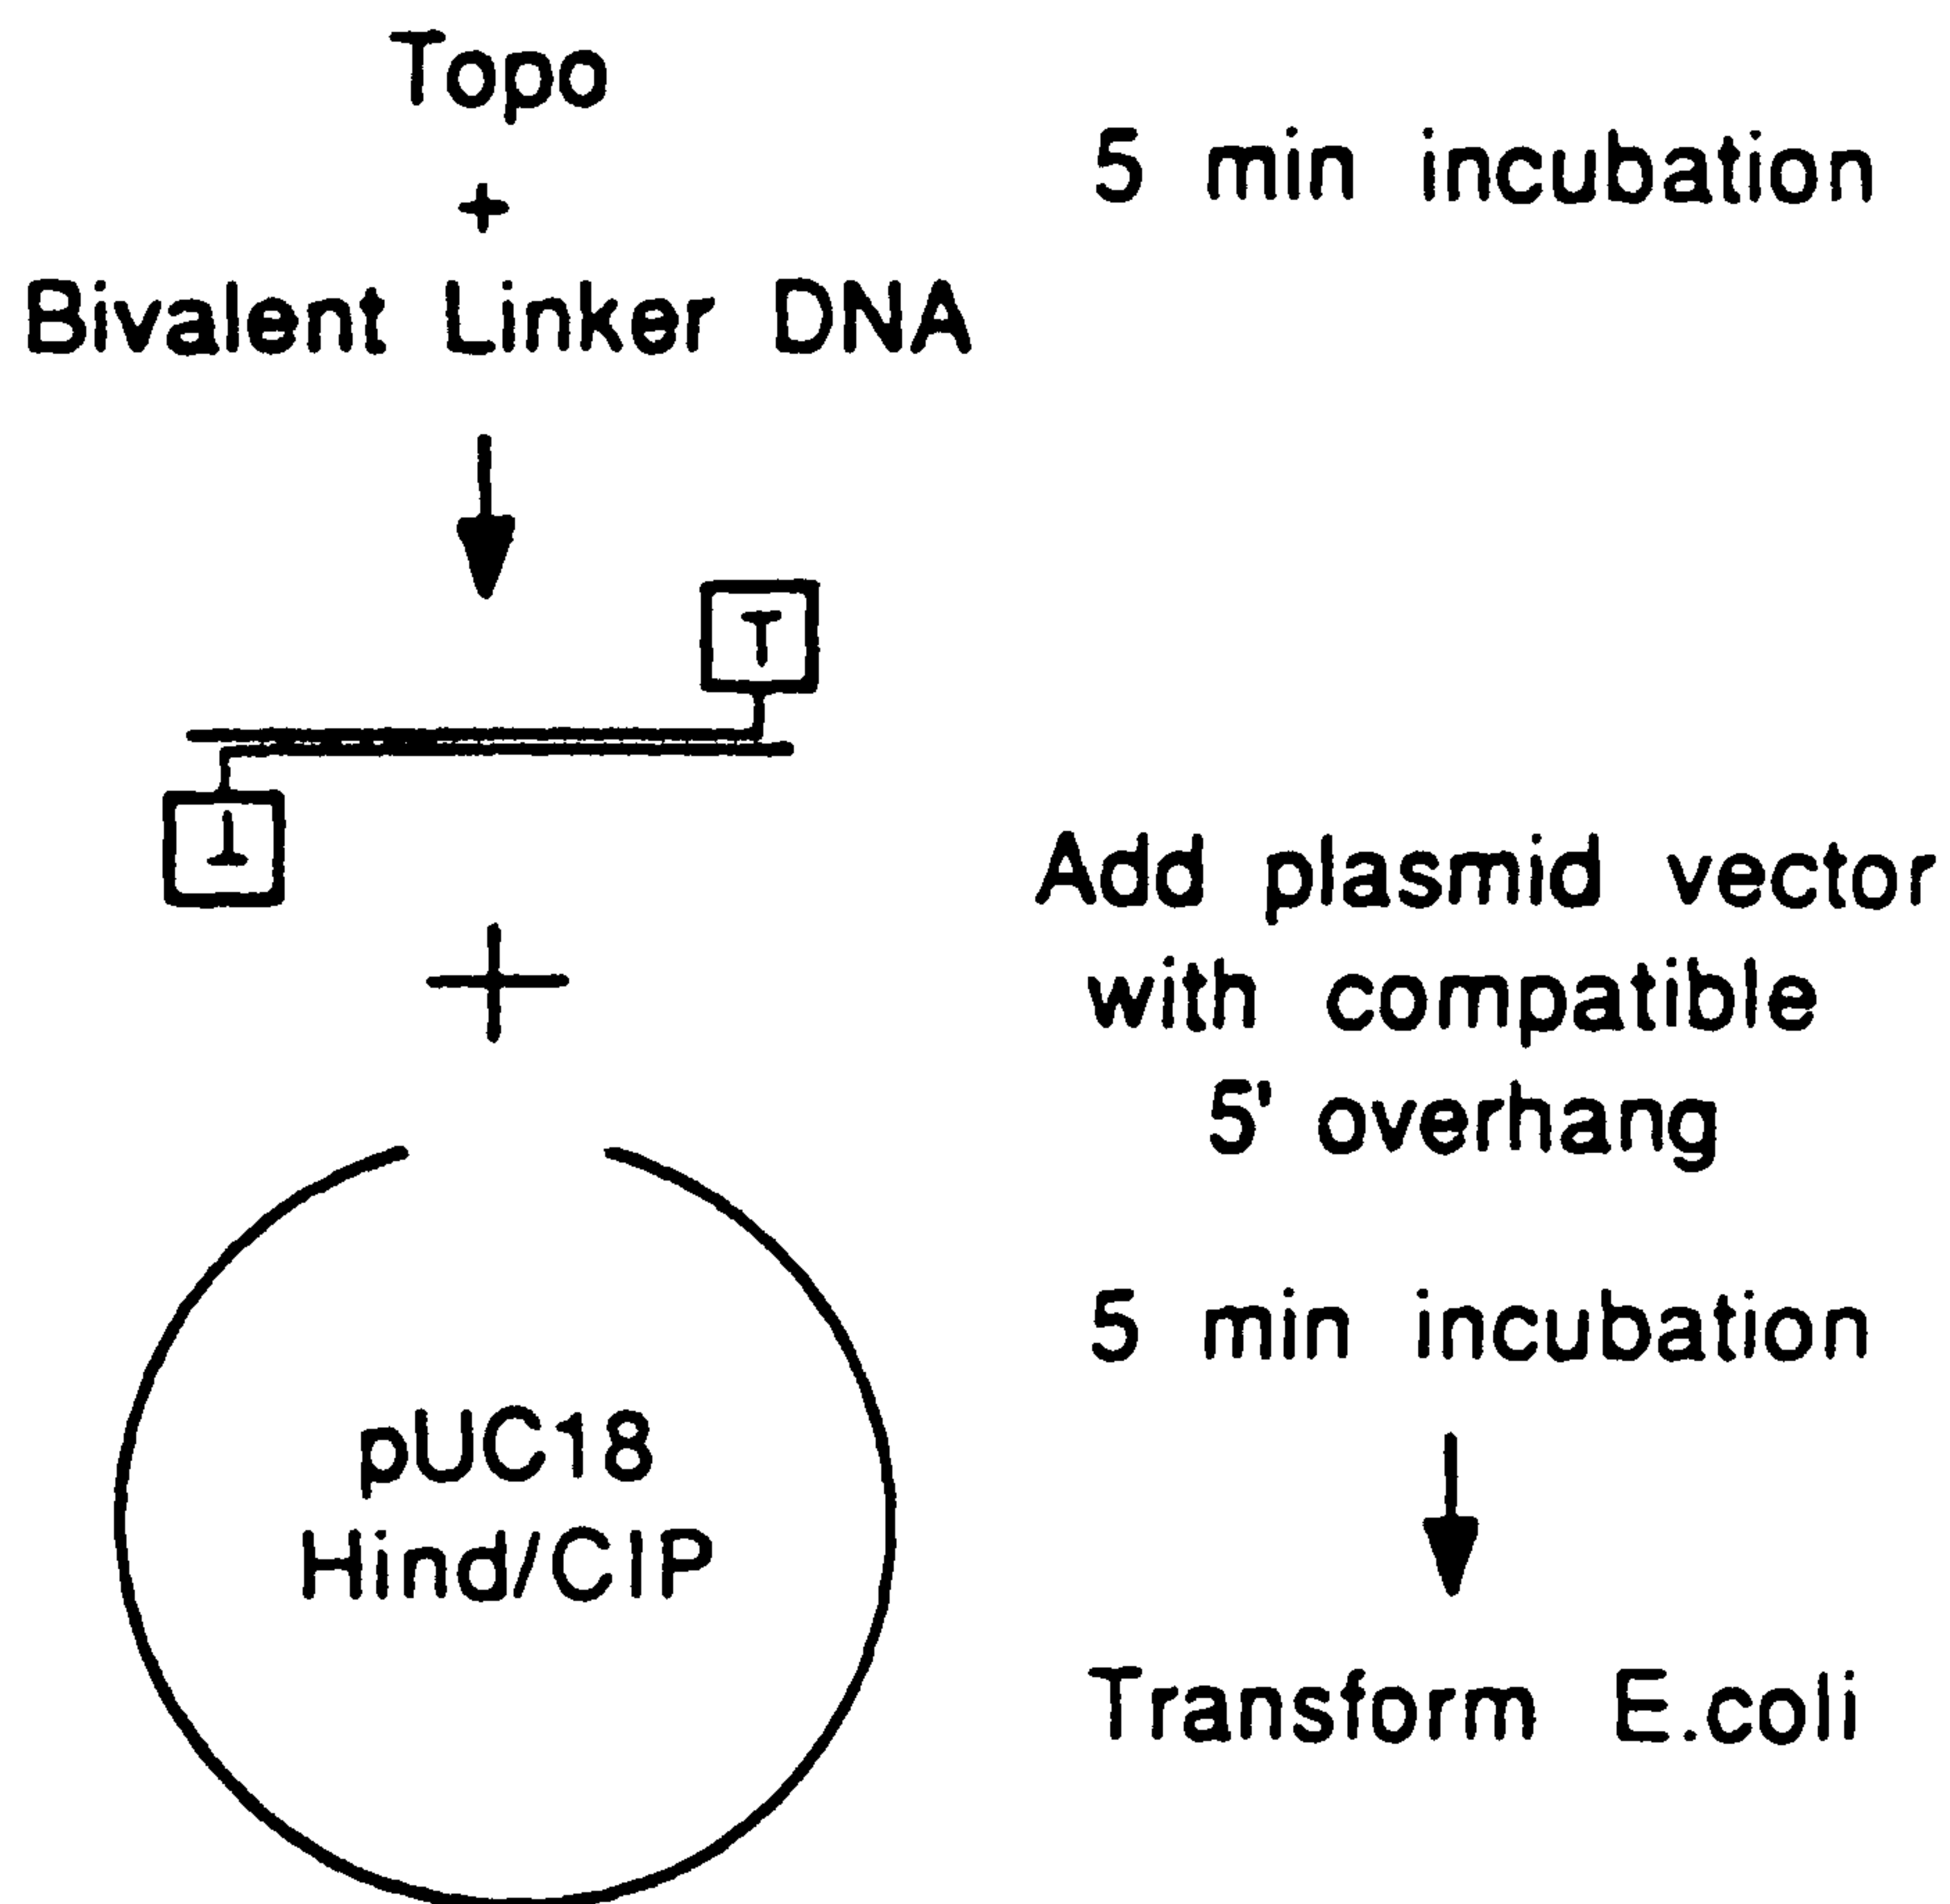 Topo
+
Bivalent Linker DNA
5 min incubation
T
T
+
Add plasmid vector
with compatible
5' overhang
5 min incubation
pUC18
Hind/CIP
Transform E.coli